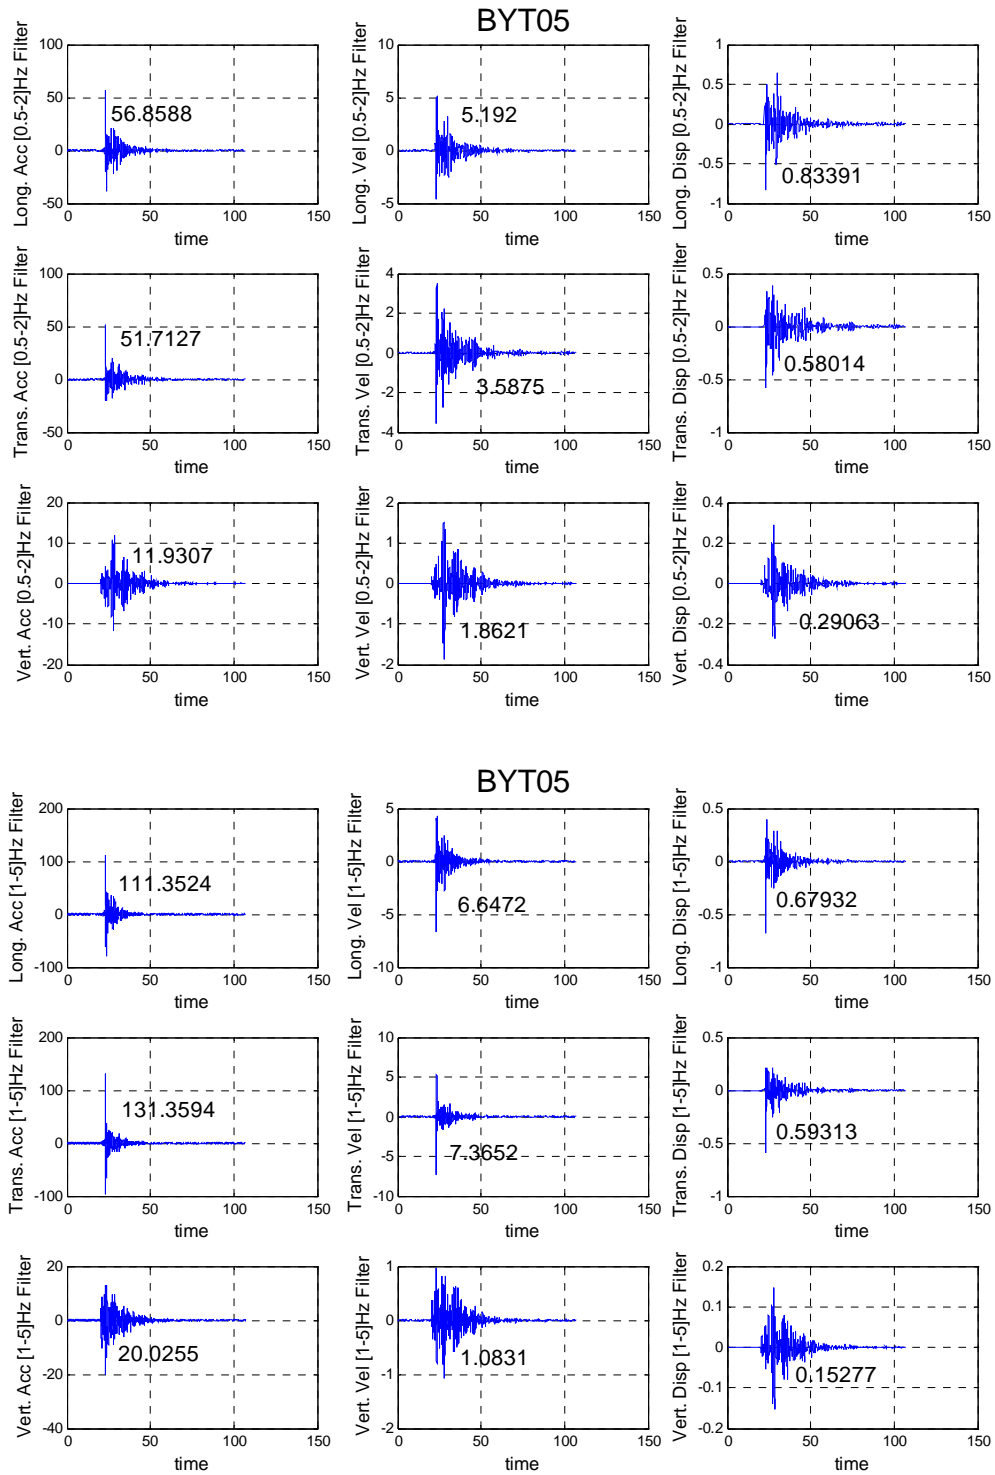 BYT05
Long. Acc [0.5-2]Hz Filter
100
50
0
-50
56.8588
0 50 100 150
time
Long. Vel [0.5-2]Hz Filter
10
5
0
-5
5.192
0 50 100 150
time
Long. Disp [0.5-2]Hz Filter
1
0.5
0
-0.5
-1
0.83391
0 50 100 150
time
Trans. Acc [0.5-2]Hz Filter
100
50
0
-50
51.7127
0 50 100 150
time
Trans. Vel [0.5-2]Hz Filter
4
2
0
-2
-4
3.5875
0 50 100 150
time
Trans. Disp [0.5-2]Hz Filter
0.5
0
-0.5
-1
0.58014
0 50 100 150
time
Vert. Acc [0.5-2]Hz Filter
20
10
0
-10
-20
11.9307
0 50 100 150
time
Vert. Vel [0.5-2]Hz Filter
2
1
0
-1
-2
1.8621
0 50 100 150
time
Vert. Disp [0.5-2]Hz Filter
0.4
0.2
0
-0.2
-0.4
0.29063
0 50 100 150
time
BYT05
Long. Acc [1-5]Hz Filter
200
100
0
-100
111.3524
0 50 100 150
time
Long. Vel [1-5]Hz Filter
5
0
-5
-10
6.6472
0 50 100 150
time
Long. Disp [1-5]Hz Filter
0.5
0
-0.5
-1
0.67932
0 50 100 150
time
Trans. Acc [1-5]Hz Filter
200
100
0
-100
131.3594
0 50 100 150
time
Trans. Vel [1-5]Hz Filter
10
5
0
-5
-10
7.3652
0 50 100 150
time
Trans. Disp [1-5]Hz Filter
0.5
0
-0.5
-1
0.59313
0 50 100 150
time
Vert. Acc [1-5]Hz Filter
20
0
-20
-40
20.0255
0 50 100 150
time
Vert. Vel [1-5]Hz Filter
1
0
-1
-2
1.0831
0 50 100 150
time
Vert. Disp [1-5]Hz Filter
0.2
0.1
0
-0.1
-0.2
0.15277
0 50 100 150
time